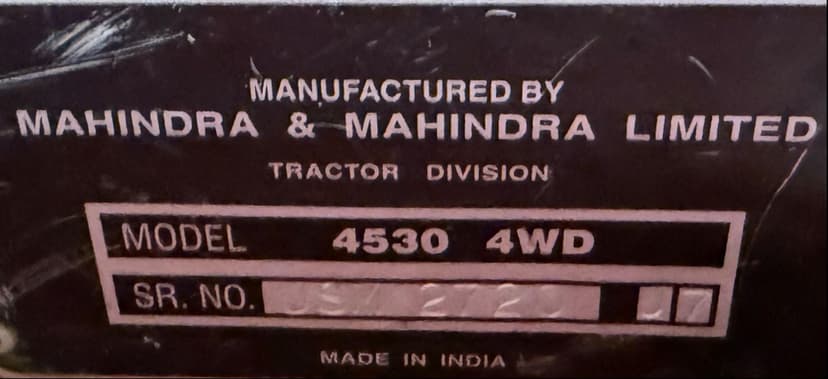 MANUFACTURED BY
MAHINDRA & MAHINDRA LIMITED
TRACTOR DIVISION
MODEL 4530 4WD
SR. NO.
MADE IN INDIA